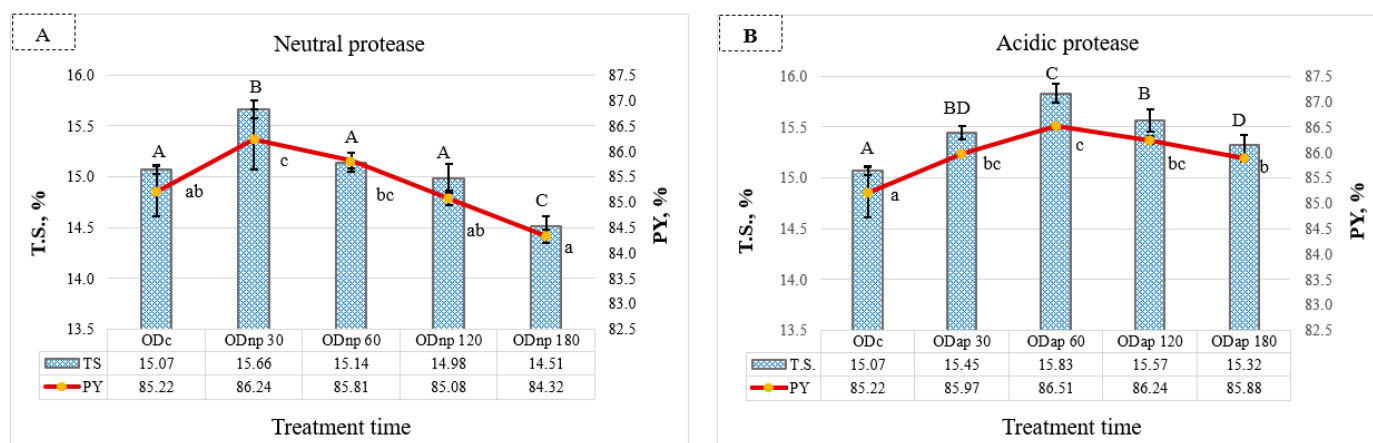 A
Neutral protease
16.0
15.5
15.0
14.5
14.0
13.5
T.S., %
87.5
87.0
86.5
86.0
85.5
85.0
84.5
84.0
83.5
83.0
82.5
PY, %
A
B
A
A
C
ab
c
bc
ab
a
ODc ODnp 30 ODnp 60 ODnp 120 ODnp 180
TS 15.07 15.66 15.14 14.98 14.51
PY 85.22 86.24 85.81 85.08 84.32
Treatment time
B
Acidic protease
16.0
15.5
15.0
14.5
14.0
13.5
T.S., %
87.5
87.0
86.5
86.0
85.5
85.0
84.5
84.0
83.5
83.0
82.5
PY, %
A
BD
C
B
D
a
bc
c
bc
b
ODc ODap 30 ODap 60 ODap 120 ODap 180
T.S. 15.07 15.45 15.83 15.57 15.32
PY 85.22 85.97 86.51 86.24 85.88
Treatment time